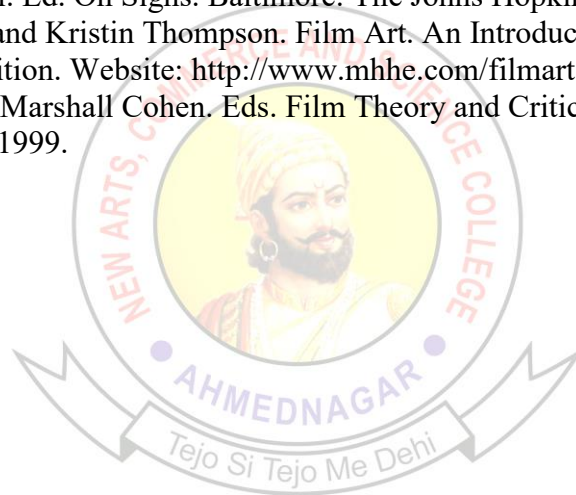 . Ed. On Signs. Baltimore. The Johns Hopkin
and Kristin Thompson. Film Art. An Introduc
ition. Website: http://www.mhhe.com/filmart
Marshall Cohen. Eds. Film Theory and Critic
1999.
NEW ARTS, COMMERCE AND SCIENCE COLLEGE
AHMEDNAGAR
Tejo Si Tejo Me Dehi